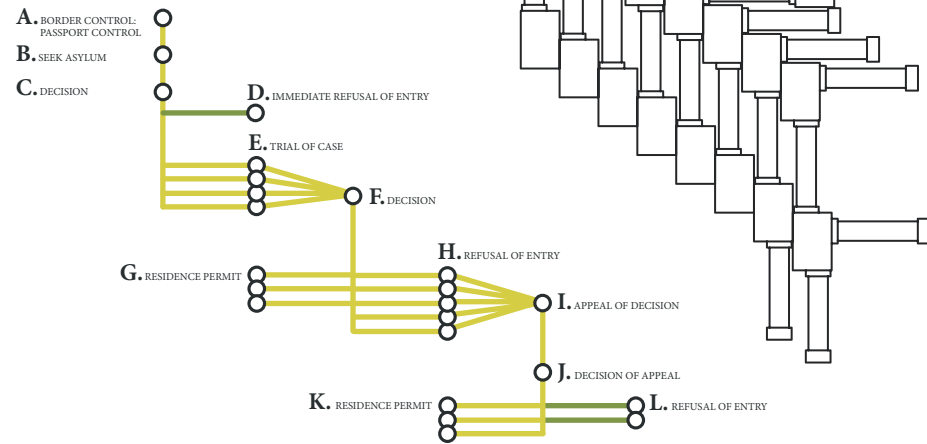 A. BORDER CONTROL:
PASSPORT CONTROL
B. SEEK ASYLUM
C. DECISION
D. IMMEDIATE REFUSAL OF ENTRY
E. TRIAL OF CASE
F. DECISION
G. RESIDENCE PERMIT
H. REFUSAL OF ENTRY
I. APPEAL OF DECISION
J. DECISION OF APPEAL
K. RESIDENCE PERMIT
L. REFUSAL OF ENTRY